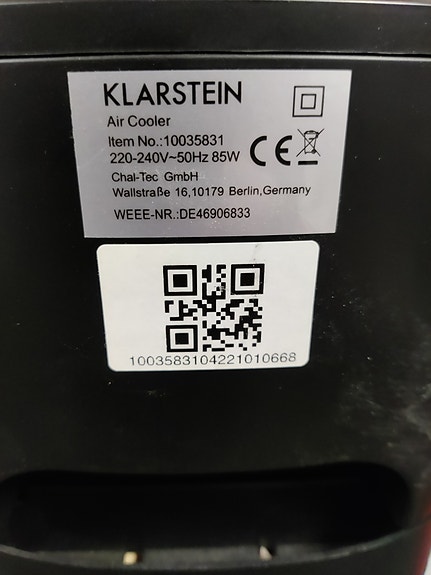 KLARSTEIN
Air Cooler
Item No.:10035831
220-240V~50Hz 85W
CE
Chal-Tec GmbH
Wallstraße 16,10179 Berlin,Germany
WEEE-NR.:DE46906833
1003583104221010668